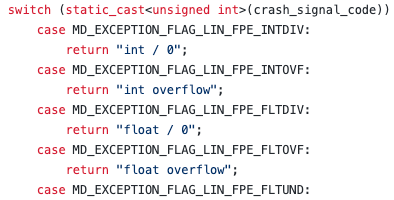 switch (static_cast<unsigned int>(crash_signal_code))
case MD_EXCEPTION_FLAG_LIN_FPE_INTDIV:
return "int / 0";
case MD_EXCEPTION_FLAG_LIN_FPE_INTOVF:
return "int overflow";
case MD_EXCEPTION_FLAG_LIN_FPE_FLTDIV:
return "float / 0";
case MD_EXCEPTION_FLAG_LIN_FPE_FLTOVF:
return "float overflow";
case MD_EXCEPTION_FLAG_LIN_FPE_FLTUND: